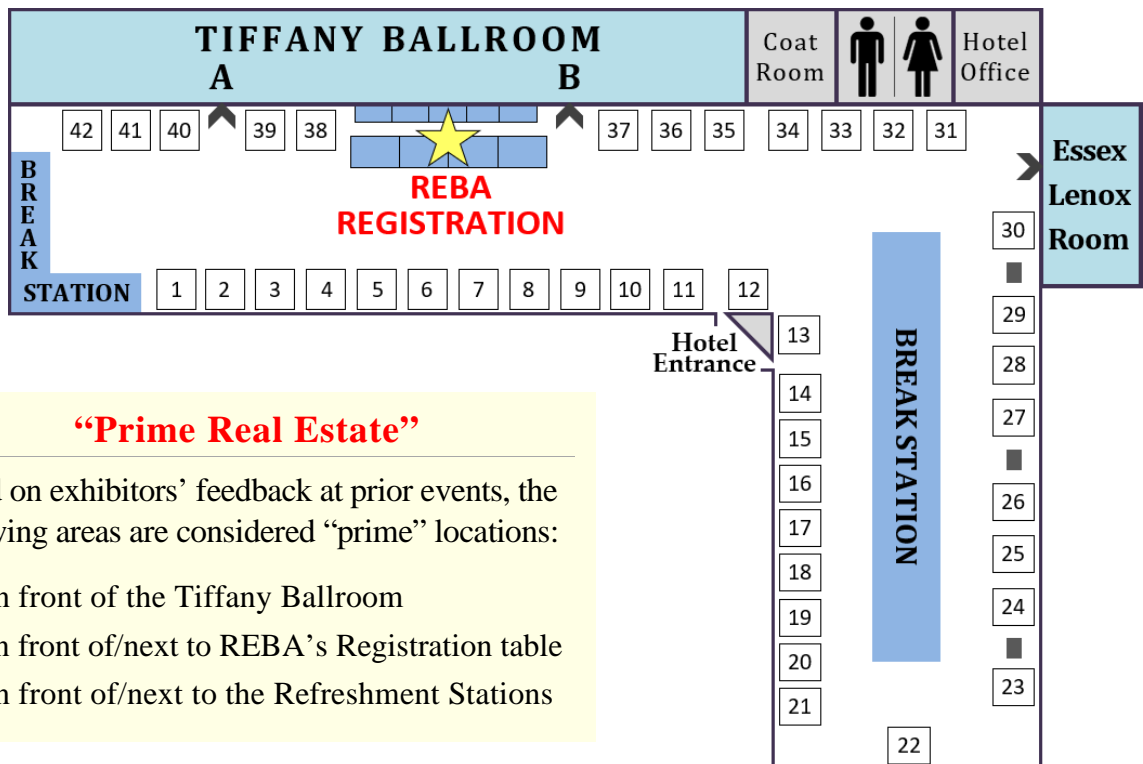 TIFFANY BALLROOM
A B
Coat
Room
Hotel
Office
42 41 40 39 38 37 36 35 34 33 32 31
Essex
Lenox
Room
BREAK
STATION
REBA
REGISTRATION
1 2 3 4 5 6 7 8 9 10 11 12
Hotel
Entrance
13
14
15
16
17
18
19
20
21
22
BREAK STATION
30
29
28
27
26
25
24
23
“Prime Real Estate”
on exhibitors’ feedback at prior events, the
areas are considered “prime” locations:
front of the Tiffany Ballroom
front of/next to REBA’s Registration table
front of/next to the Refreshment Stations